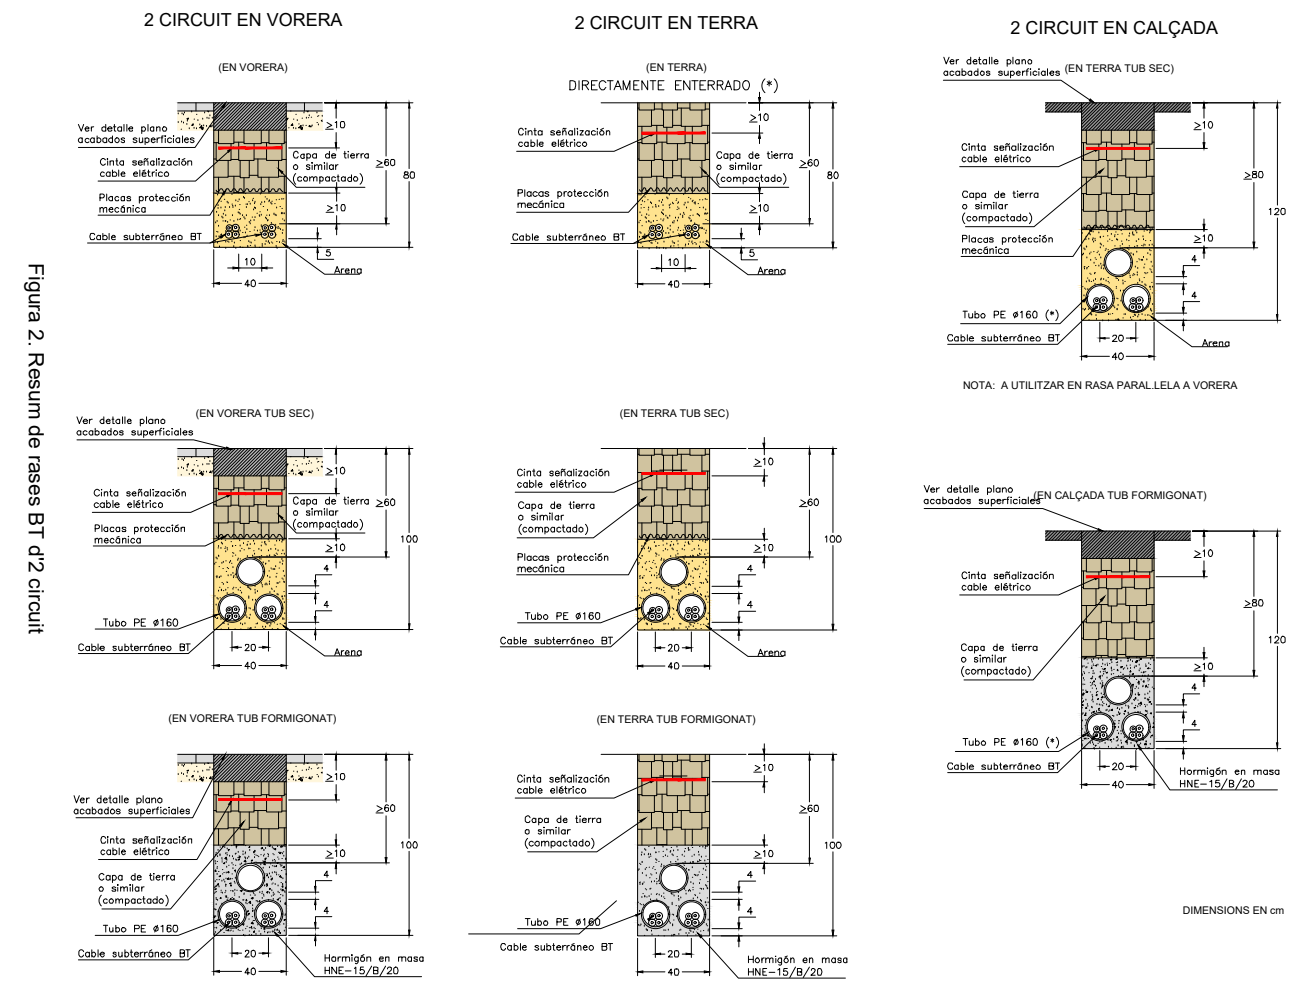 2 CIRCUIT EN VORERA
(EN VORERA)
Ver detalle plano
acabados superficiales
Cinta señalización
cable elétrico
Placas protección
mecánica
Cable subterráneo BT
Capa de tierra
o similar
(compactado)
≥10
≥60
80
≥10
5
10
40
Arena
(EN VORERA TUB SEC)
Ver detalle plano
acabados superficiales
Cinta señalización
cable elétrico
Placas protección
mecánica
Capa de tierra
o similar
(compactado)
Tubo PE ø160
Cable subterráneo BT
≥10
≥60
100
≥10
4
4
20
40
Arena
(EN VORERA TUB FORMIGONAT)
Ver detalle plano
acabados superficiales
Cinta señalización
cable elétrico
Capa de tierra
o similar
(compactado)
Tubo PE ø160
Cable subterráneo BT
≥10
≥60
100
≥10
4
4
20
40
Hormigón en masa
HNE-15/B/20
2 CIRCUIT EN TERRA
(EN TERRA)
DIRECTAMENTE ENTERRADO (*)
Cinta señalización
cable elétrico
Placas protección
mecánica
Cable subterráneo BT
Capa de tierra
o similar
(compactado)
≥10
≥60
80
≥10
5
10
40
Arena
(EN TERRA TUB SEC)
Cinta señalización
cable elétrico
Capa de tierra
o similar
(compactado)
Placas protección
mecánica
Tubo PE ø160
Cable subterráneo BT
≥10
≥60
100
≥10
4
4
20
40
Arena
(EN TERRA TUB FORMIGONAT)
Cinta señalización
cable elétrico
Capa de tierra
o similar
(compactado)
Tubo PE ø160
Cable subterráneo BT
≥10
≥60
100
≥10
4
4
20
40
Hormigón en masa
HNE-15/B/20
2 CIRCUIT EN CALÇADA
(EN TERRA TUB SEC)
Ver detalle plano
acabados superficiales
Cinta señalización
cable elétrico
Capa de tierra
o similar
(compactado)
Placas protección
mecánica
Tubo PE ø160 (*)
Cable subterráneo BT
≥10
≥80
120
≥10
4
4
20
40
Arena
NOTA: A UTILITZAR EN RASA PARAL.LELA A VORERA
(EN CALÇADA TUB FORMIGONAT)
Ver detalle plano
acabados superficiales
Cinta señalización
cable elétrico
Capa de tierra
o similar
(compactado)
Tubo PE ø160 (*)
Cable subterráneo BT
≥10
≥80
120
≥10
4
4
20
40
Hormigón en masa
HNE-15/B/20
DIMENSIONS EN cm
Figura 2. Resum de rases BT d'2 circuit